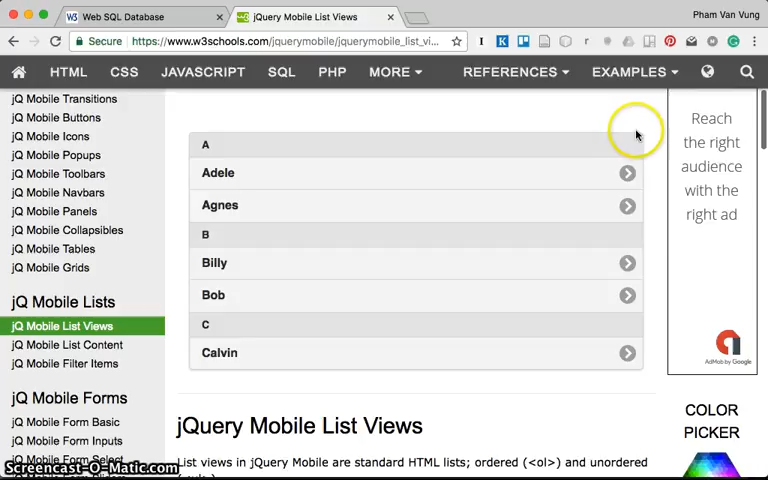 Web SQL Database
jQuery Mobile List Views
Pham Van Vung
Secure
https://www.w3schools.com/jquerymobile/jquerymobile_list_vi...
HTML
CSS
JAVASCRIPT
SQL
PHP
MORE
REFERENCES
EXAMPLES
jQ Mobile Transitions
jQ Mobile Buttons
jQ Mobile Icons
jQ Mobile Popups
jQ Mobile Toolbars
jQ Mobile Navbars
jQ Mobile Panels
jQ Mobile Collapsibles
jQ Mobile Tables
jQ Mobile Grids
jQ Mobile Lists
jQ Mobile List Views
jQ Mobile List Content
jQ Mobile Filter Items
jQ Mobile Forms
jQ Mobile Form Basic
jQ Mobile Form Inputs
jQ Mobile Form Select
Screencast-O-Matic.com
A
Adele
Agnes
B
Billy
Bob
C
Calvin
jQuery Mobile List Views
List views in jQuery Mobile are standard HTML lists; ordered (<ol>) and unordered
Reach
the right
audience
with the
right ad
AdMob by Google
COLOR
PICKER